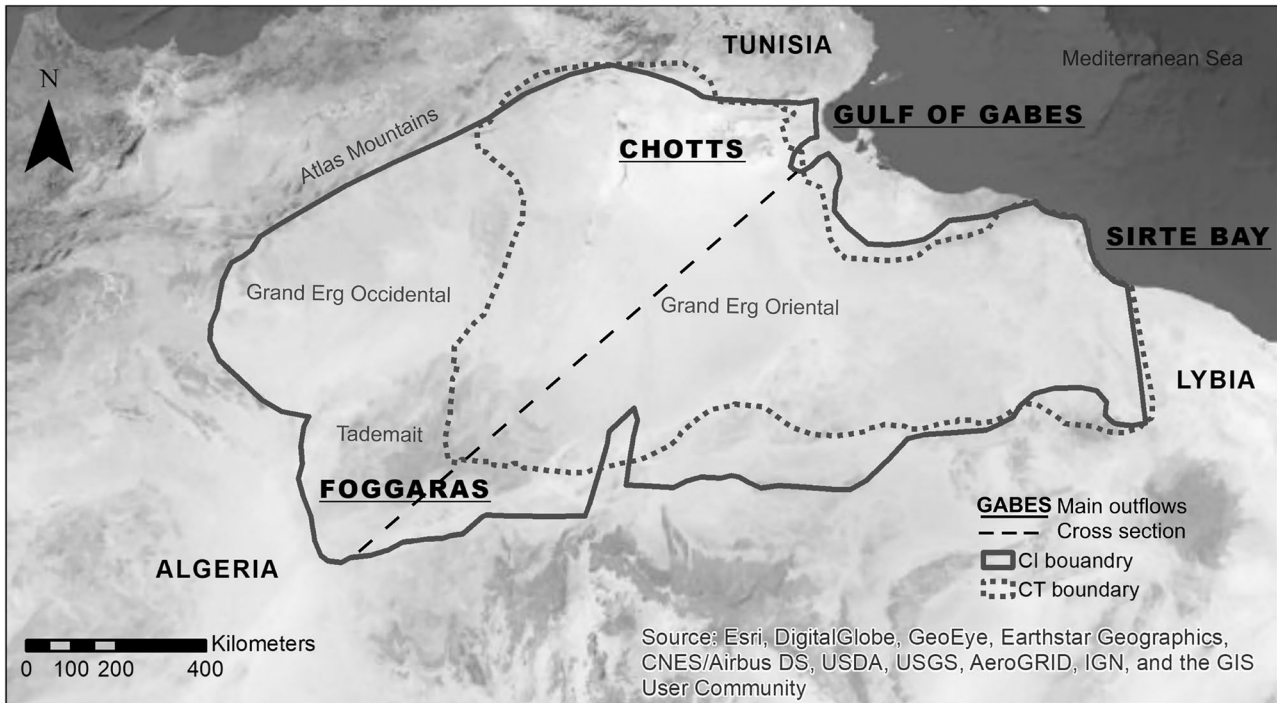 TUNISIA
Mediterranean Sea
N
GULF OF GABES
Atlas Mountains
CHOTTS
SIRTE BAY
Grand Erg Occidental
Grand Erg Oriental
LYBIA
Tademait
FOGGARAS
GABES Main outflows
Cross section
CI bouandry
CT boundary
ALGERIA
Kilometers
0 100 200 400
Source: Esri, DigitalGlobe, GeoEye, Earthstar Geographics,
CNES/Airbus DS, USDA, USGS, AeroGRID, IGN, and the GIS
User Community